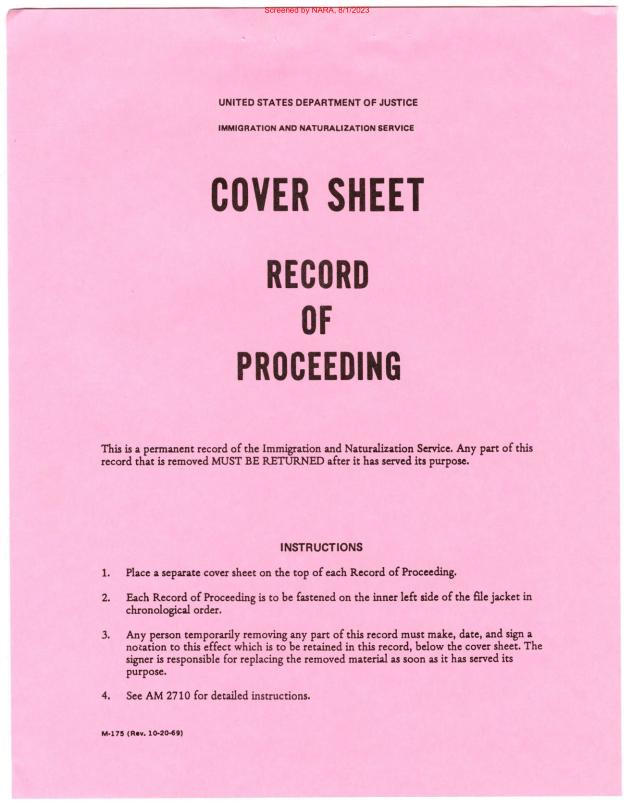 Screened by NARA, 8/1/2023
UNITED STATES DEPARTMENT OF JUSTICE
IMMIGRATION AND NATURALIZATION SERVICE
COVER SHEET
RECORD
OF
PROCEEDING
This is a permanent record of the Immigration and Naturalization Service. Any part of this
record that is removed MUST BE RETURNED after it has served its purpose.
INSTRUCTIONS
1. Place a separate cover sheet on the top of each Record of Proceeding.
2. Each Record of Proceeding is to be fastened on the inner left side of the file jacket in
chronological order.
3. Any person temporarily removing any part of this record must make, date, and sign a
notation to this effect which is to be retained in this record, below the cover sheet. The
signer is responsible for replacing the removed material as soon as it has served its
purpose.
4. See AM 2710 for detailed instructions.
M-175 (Rev. 10-20-69)